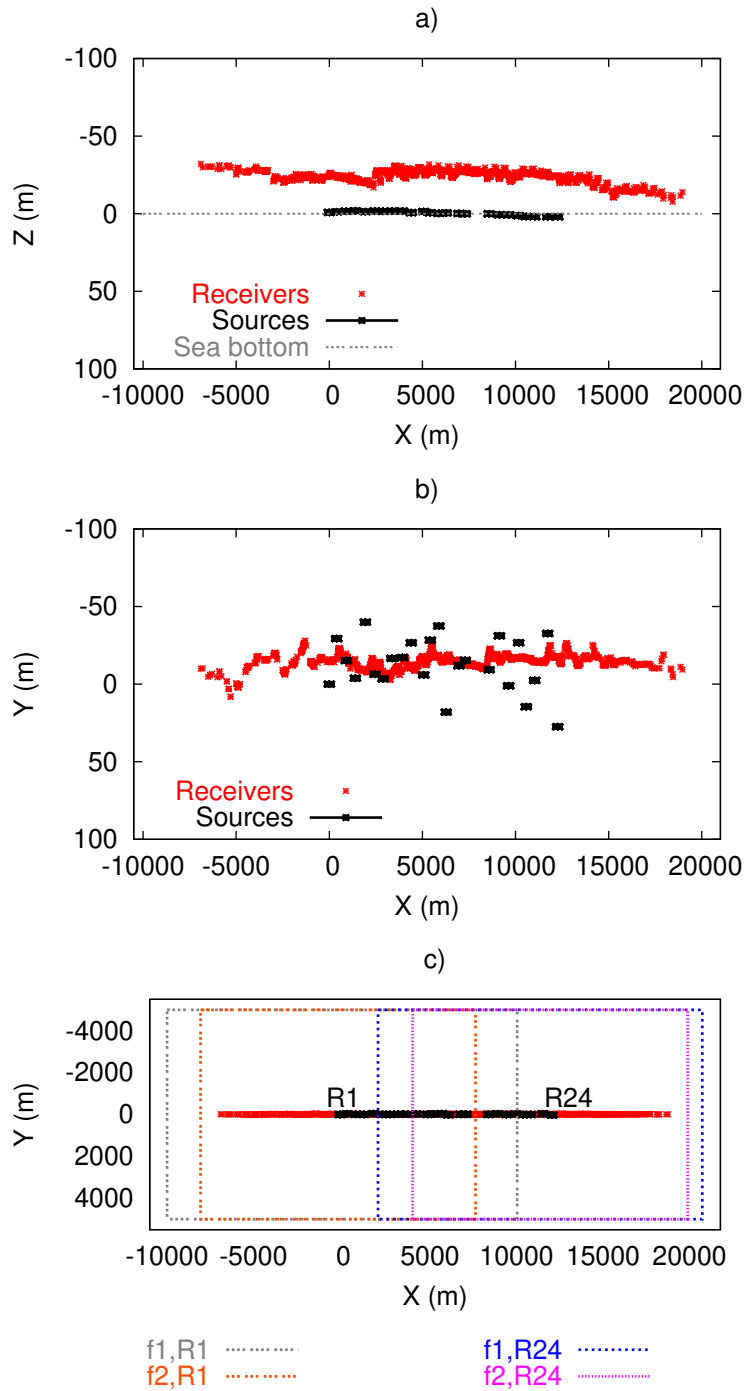 a)
-100
-50
0
50
100
Z (m)
Receivers
Sources
Sea bottom
-10000 -5000 0 5000 10000 15000 20000
X (m)
b)
-100
-50
0
50
100
Y (m)
Receivers
Sources
-10000 -5000 0 5000 10000 15000 20000
X (m)
c)
-4000
-2000
0
2000
4000
Y (m)
R1 R24
-10000 -5000 0 5000 10000 15000 20000
X (m)
f1,R1 f1,R24
f2,R1 f2,R24